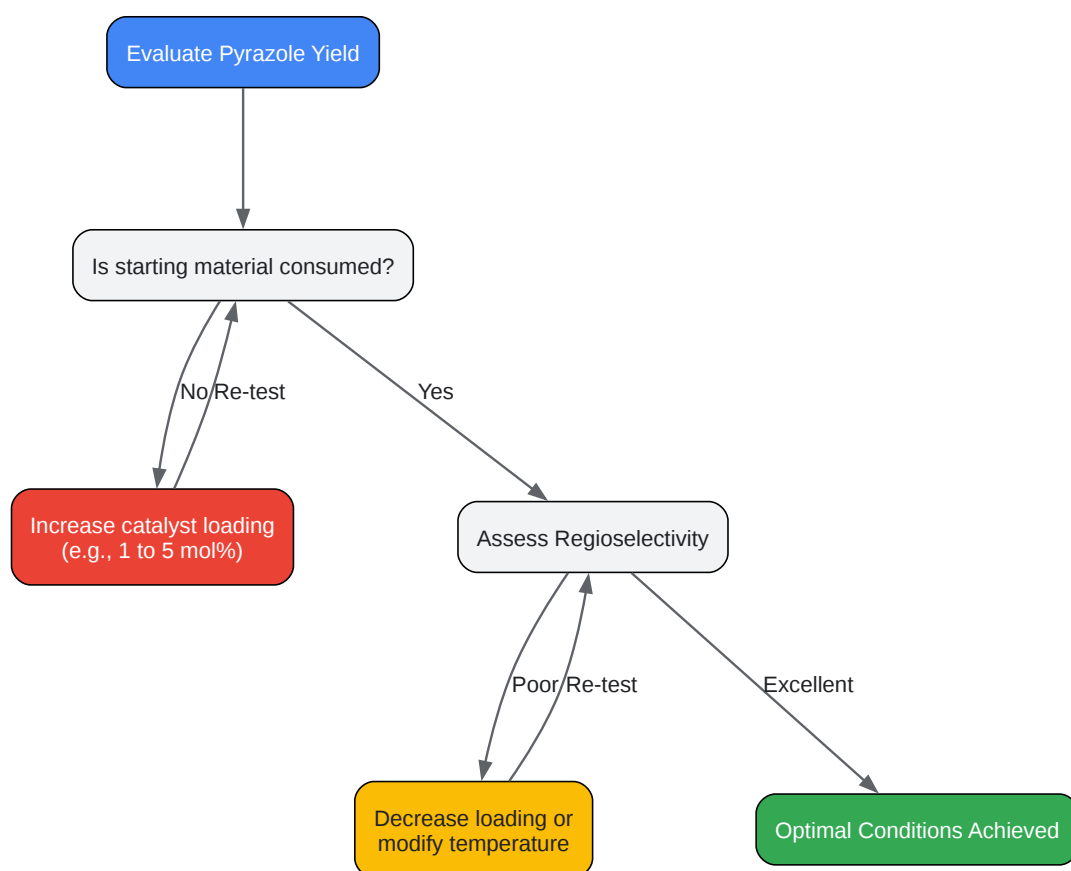 Evaluate Pyrazole Yield
Is starting material consumed?
No
Re-test
Yes
Increase catalyst loading
(e.g., 1 to 5 mol%)
Assess Regioselectivity
Poor
Re-test
Excellent
Decrease loading or
modify temperature
Optimal Conditions Achieved